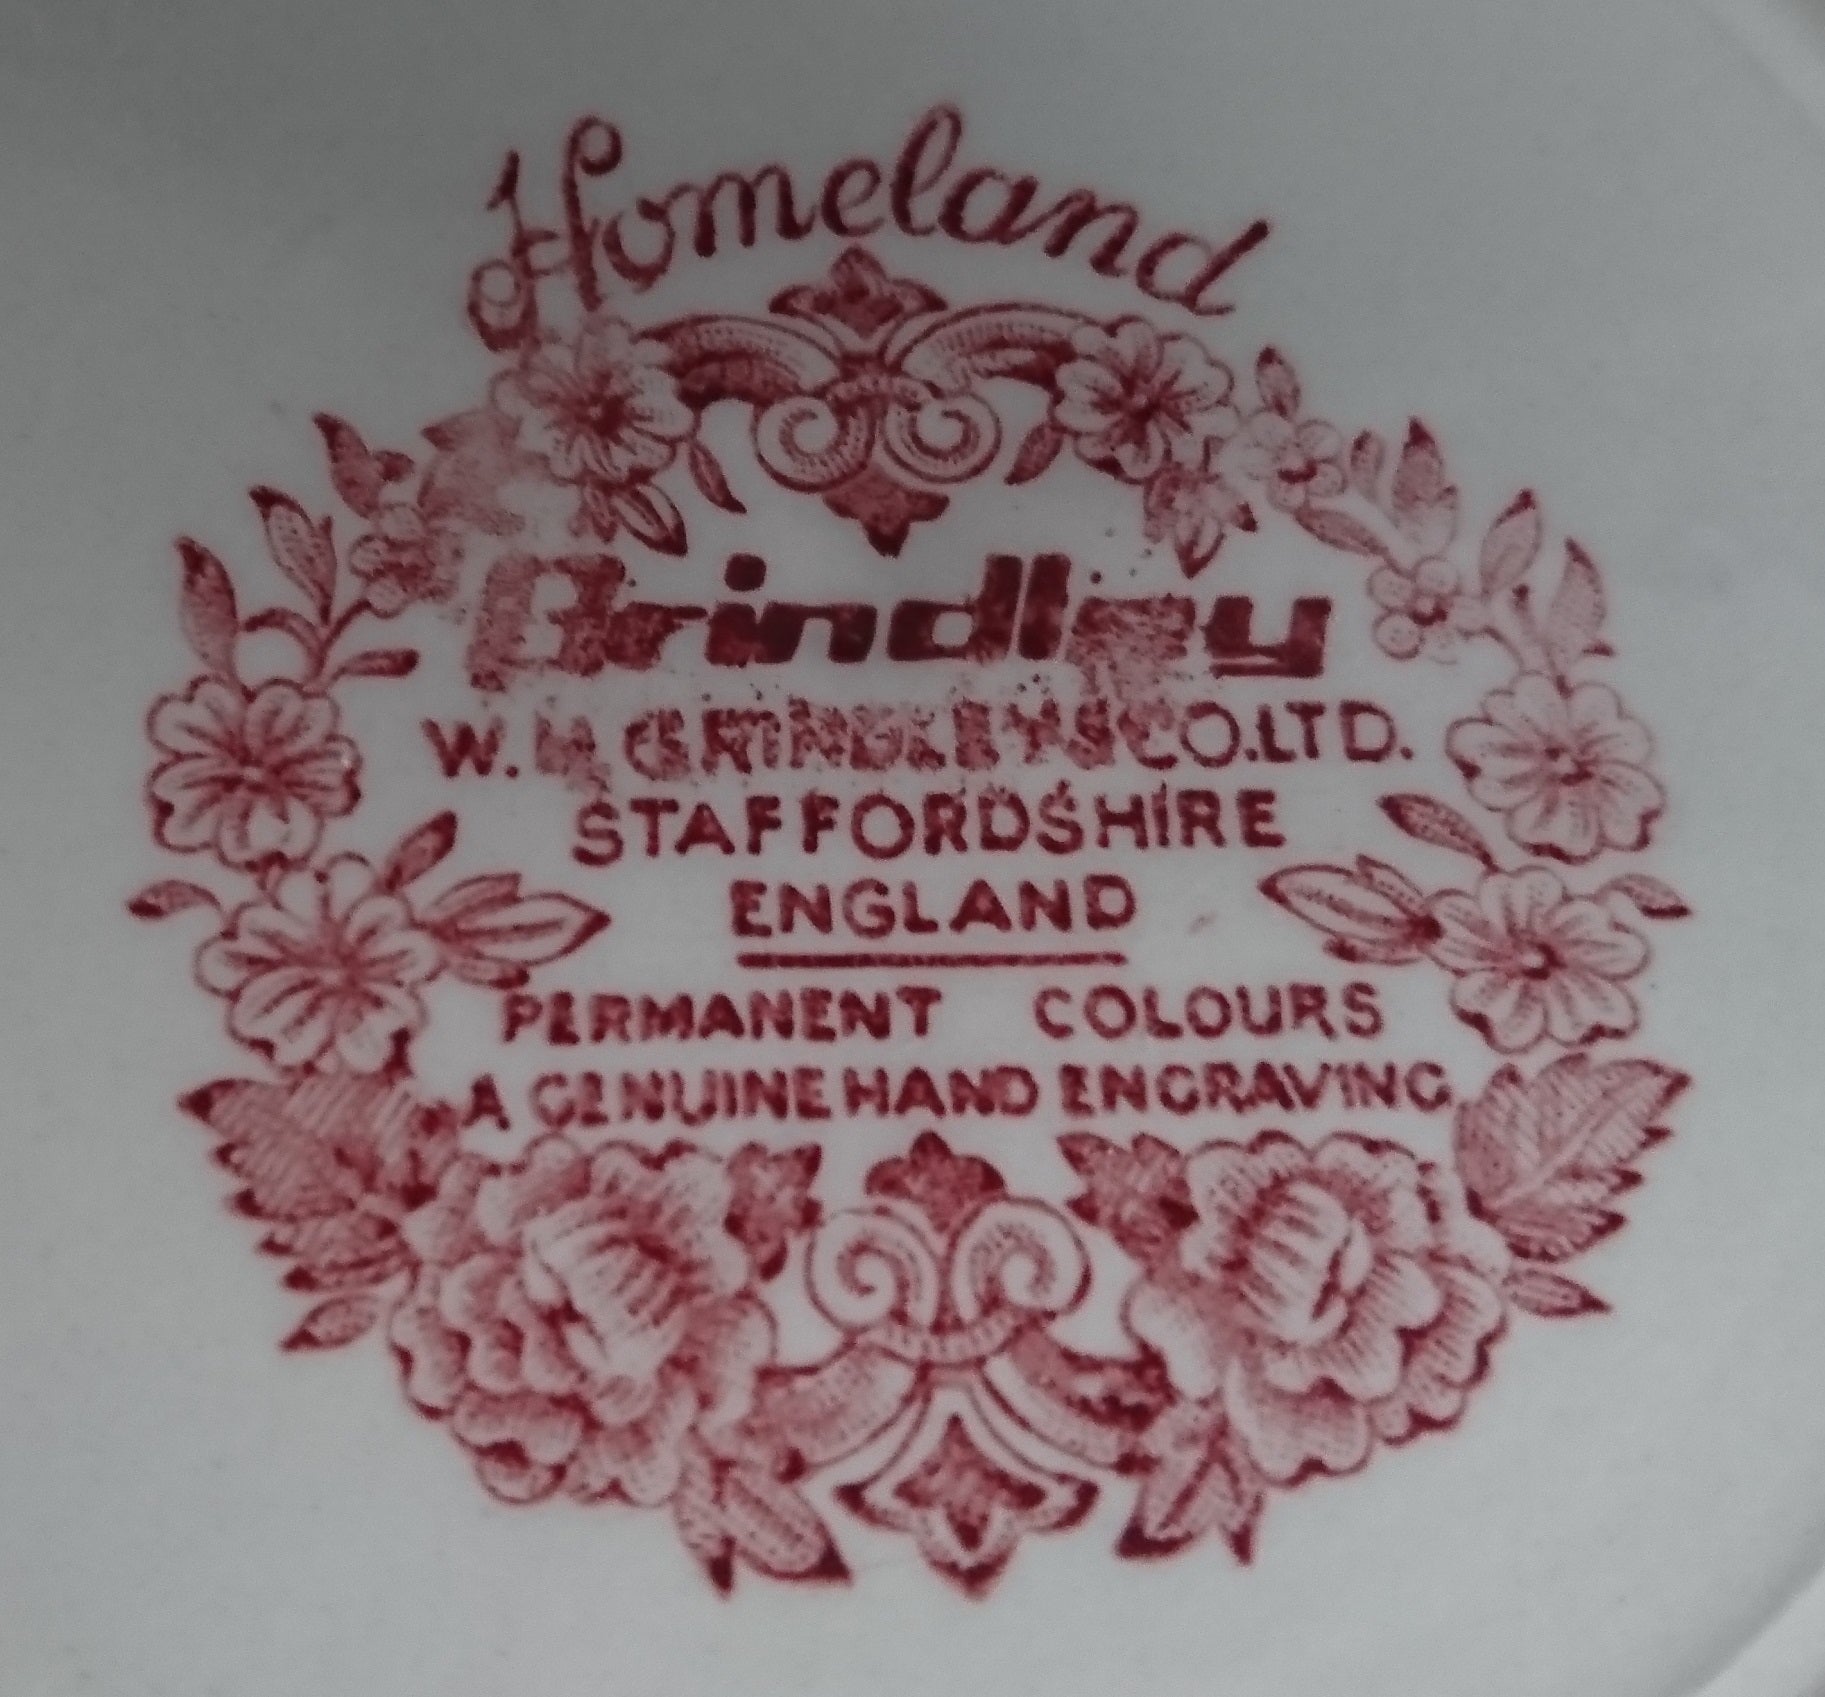 Homeland
Grindley
W. H. GRINDLEY & CO. LTD.
STAFFORDSHIRE
ENGLAND
PERMANENT COLOURS
A GENUINE HAND ENGRAVING